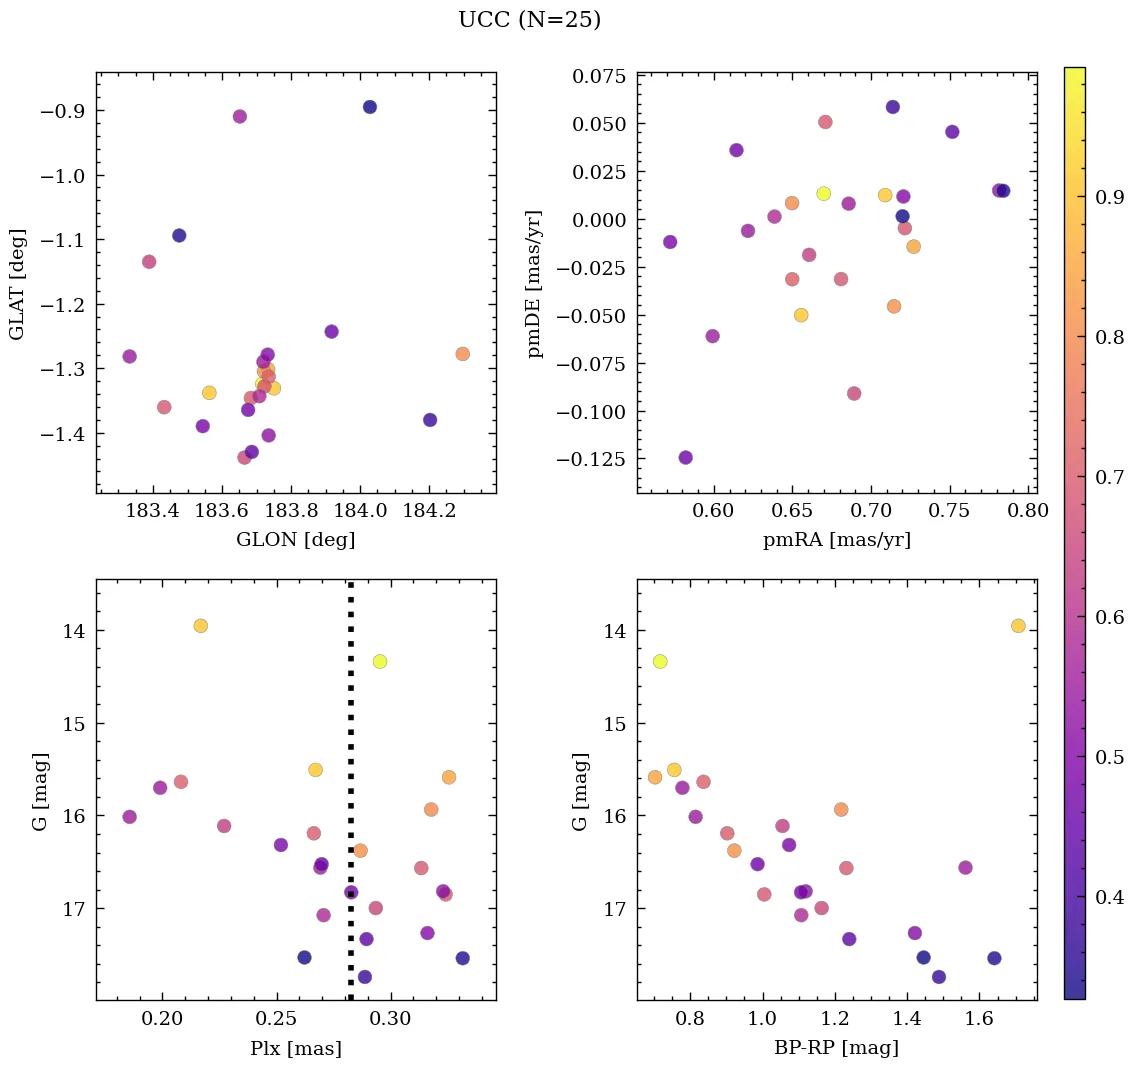 UCC (N=25)
−0.9
−1.0
−1.1
−1.2
−1.3
−1.4
GLAT [deg]
183.4 183.6 183.8 184.0 184.2
GLON [deg]
0.075
0.050
0.025
0.000
−0.025
−0.050
−0.075
−0.100
−0.125
pmDE [mas/yr]
0.60 0.65 0.70 0.75 0.80
pmRA [mas/yr]
14
15
16
17
G [mag]
0.20 0.25 0.30
Plx [mas]
14
15
16
17
G [mag]
0.8 1.0 1.2 1.4 1.6
BP-RP [mag]
0.9
0.8
0.7
0.6
0.5
0.4